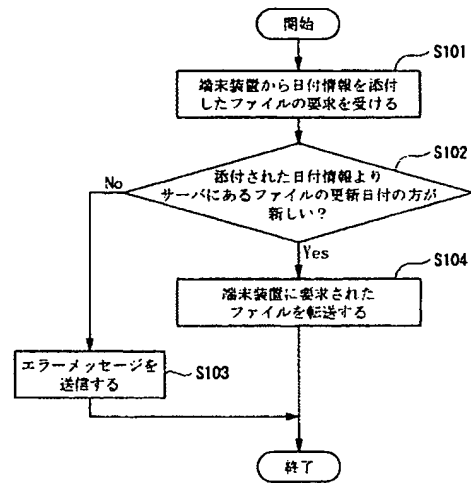 開始
S101
端末装置から日付情報を添付
したファイルの要求を受ける
S102
添付された日付情報より
サーバにあるファイルの更新日付の方が
新しい？
No
Yes
S104
端末装置に要求された
ファイルを転送する
エラーメッセージを
送信する
S103
終了